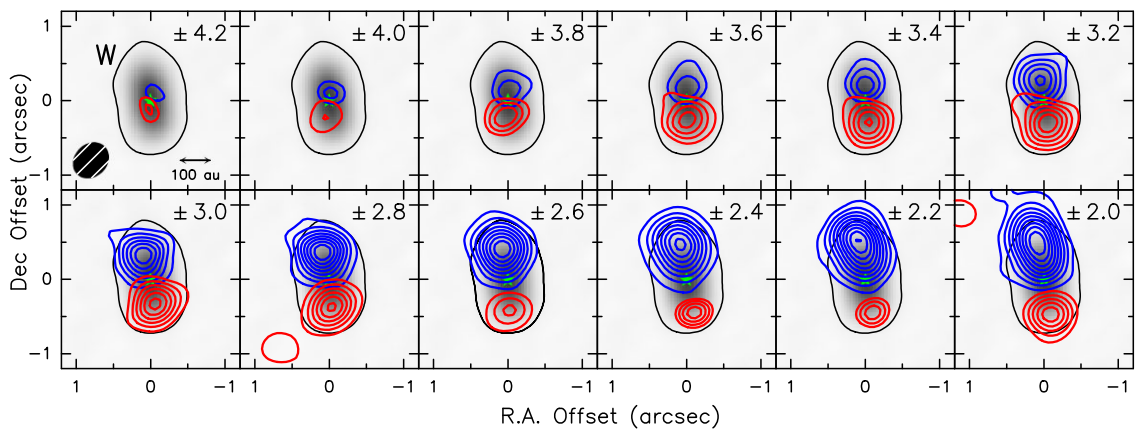 1 ± 4.2 ± 4.0 ± 3.8 ± 3.6 ± 3.4 ± 3.2
W
0
100 au
−1
1 ± 3.0 ± 2.8 ± 2.6 ± 2.4 ± 2.2 ± 2.0
0
−1
1 0 −1 1 0 −1 1 0 −1 1 0 −1 1 0 −1 1 0 −1
Dec Offset (arcsec)
R.A. Offset (arcsec)